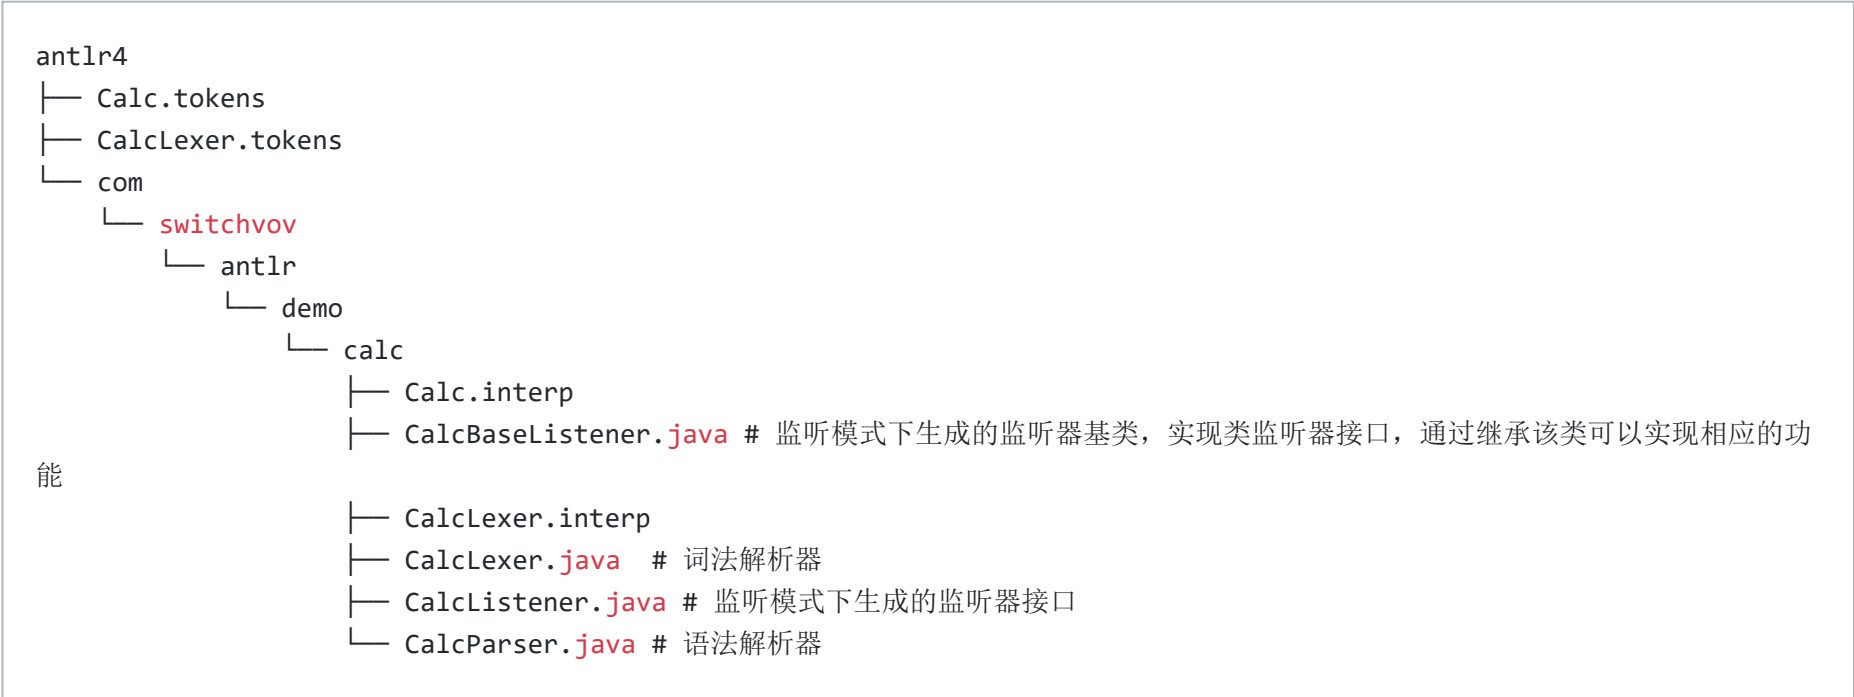 antlr4
├── Calc.tokens
├── CalcLexer.tokens
└── com
    └── switchvov
        └── antlr
            └── demo
                └── calc
                    ├── Calc.interp
                    ├── CalcBaseListener.java # 监听模式下生成的监听器基类，实现类监听器接口，通过继承该类可以实现相应的功
能
                    ├── CalcLexer.interp
                    ├── CalcLexer.java  # 词法解析器
                    ├── CalcListener.java # 监听模式下生成的监听器接口
                    └── CalcParser.java # 语法解析器